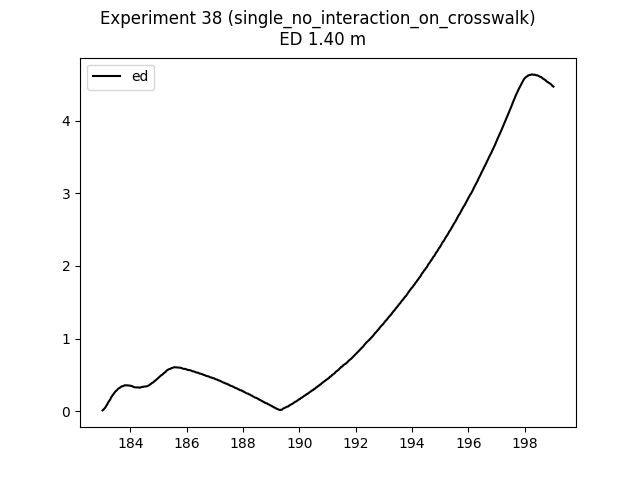 Experiment 38 (single_no_interaction_on_crosswalk)
ED 1.40 m
ed
4
3
2
1
0
184 186 188 190 192 194 196 198